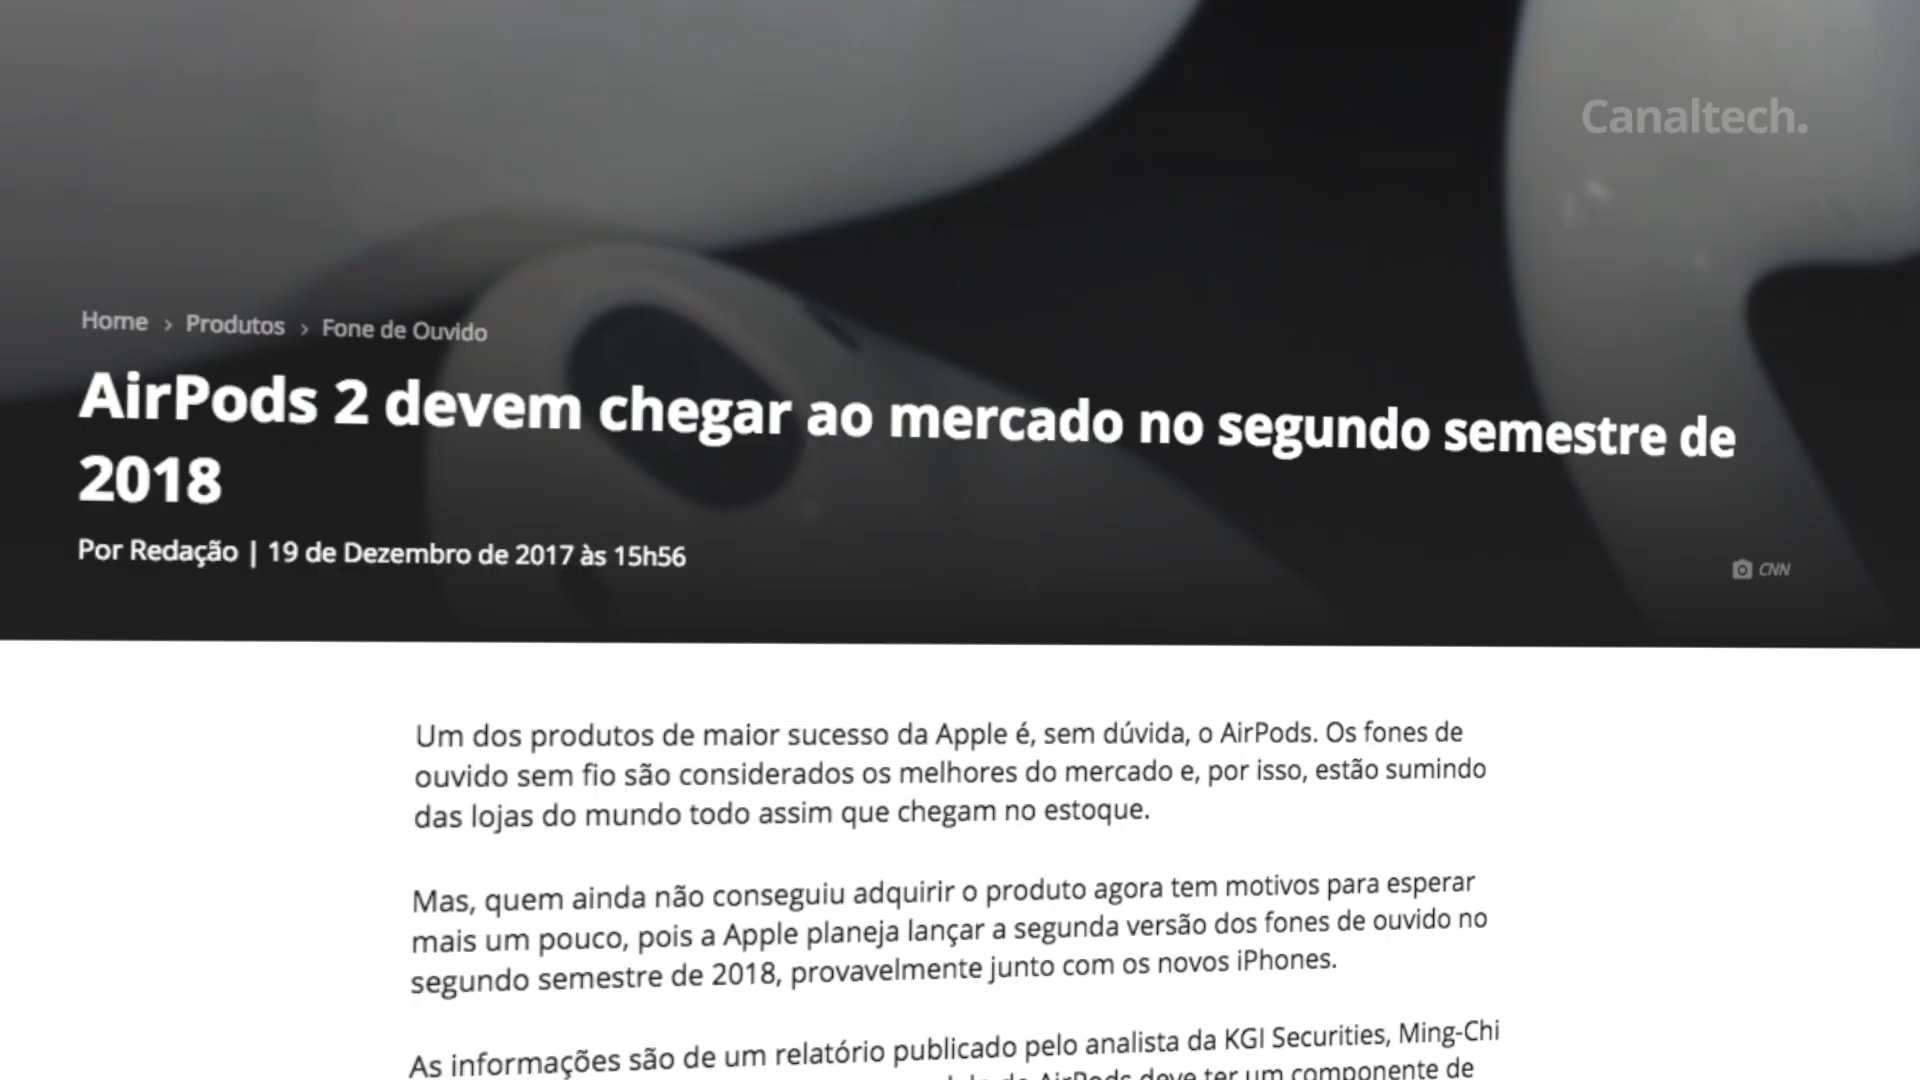 Canaltech.
Home › Produtos › Fone de Ouvido
AirPods 2 devem chegar ao mercado no segundo semestre de
2018
Por Redação | 19 de Dezembro de 2017 às 15h56
CNN
Um dos produtos de maior sucesso da Apple é, sem dúvida, o AirPods. Os fones de
ouvido sem fio são considerados os melhores do mercado e, por isso, estão sumindo
das lojas do mundo todo assim que chegam no estoque.
Mas, quem ainda não conseguiu adquirir o produto agora tem motivos para esperar
mais um pouco, pois a Apple planeja lançar a segunda versão dos fones de ouvido no
segundo semestre de 2018, provavelmente junto com os novos iPhones.
As informações são de um relatório publicado pelo analista da KGI Securities, Ming-Chi
AirPods deve ter um componente de